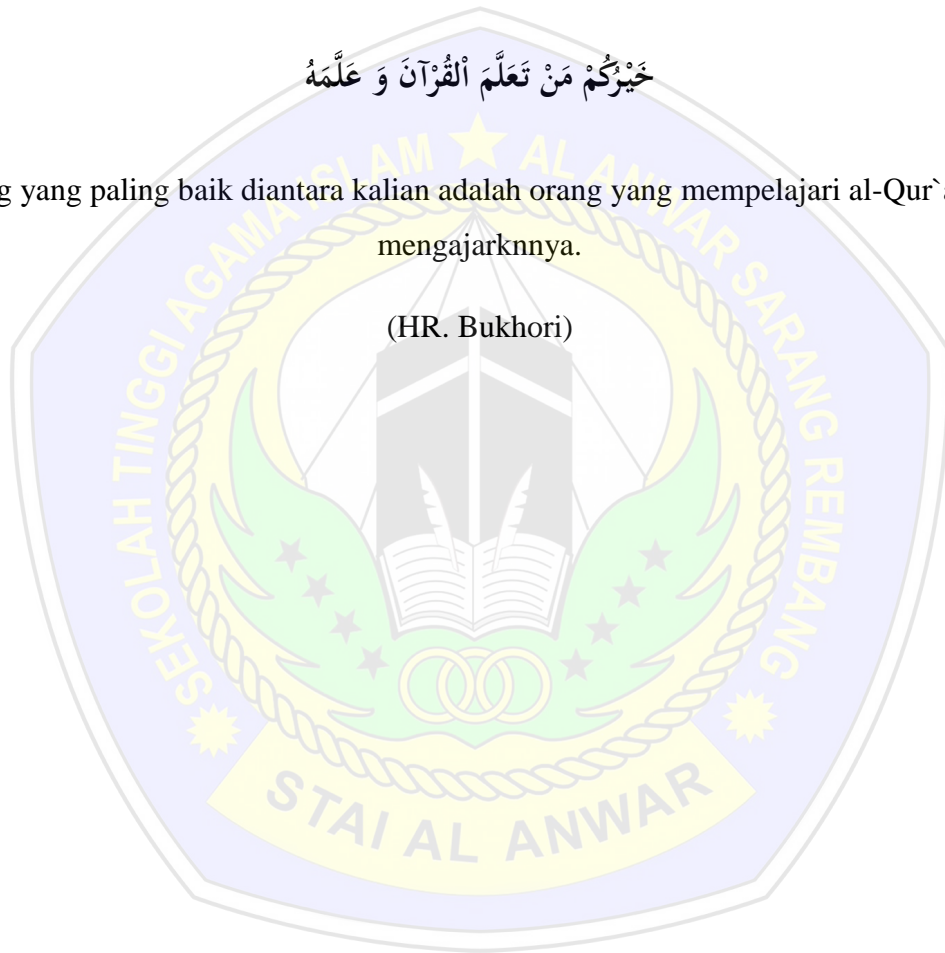 خَيْرُكُمْ مَنْ تَعَلَّمَ اْلقُرْآنَ وَ عَلَّمَهُ
g yang paling baik diantara kalian adalah orang yang mempelajari al-Qur`a
mengajarknnya.
(HR. Bukhori)
SEKOLAH TINGGI AGAMA ISLAM ★ AL ANWAR SARANG REMBANG
STAI AL ANWAR